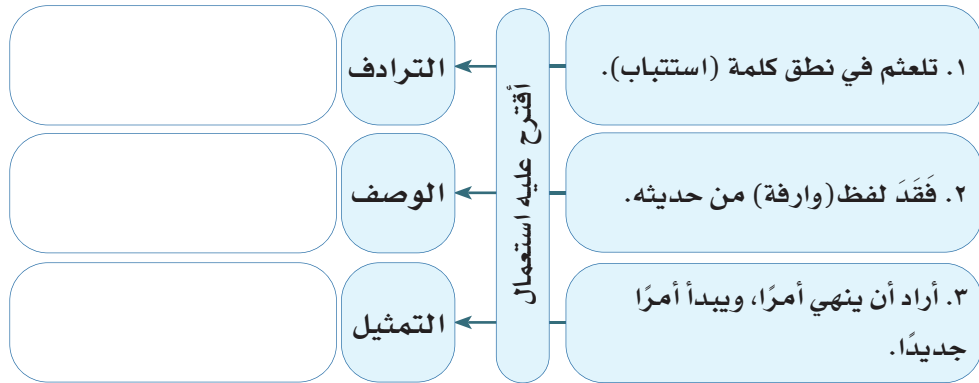 ١. تلعثم في نطق كلمة (استتباب).
أقترح عليه استعمال
الترادف
٢. فَقَدَ لفظ(وارفة) من حديثه.
الوصف
٣. أراد أن ينهي أمرًا، ويبدأ أمرًا
جديدًا.
التمثيل